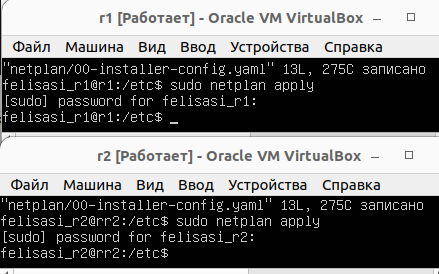 r1 [Работает] - Oracle VM VirtualBox
Файл Машина Вид Ввод Устройства Справка
"netplan/00-installer-config.yaml" 13L, 275C записано
felisasi_r1@r1:/etc$ sudo netplan apply
[sudo] password for felisasi_r1:
felisasi_r1@r1:/etc$ _
r2 [Работает] - Oracle VM VirtualBox
Файл Машина Вид Ввод Устройства Справка
"netplan/00-installer-config.yaml" 13L, 275C записано
felisasi_r2@rr2:/etc$ sudo netplan apply
[sudo] password for felisasi_r2:
felisasi_r2@rr2:/etc$